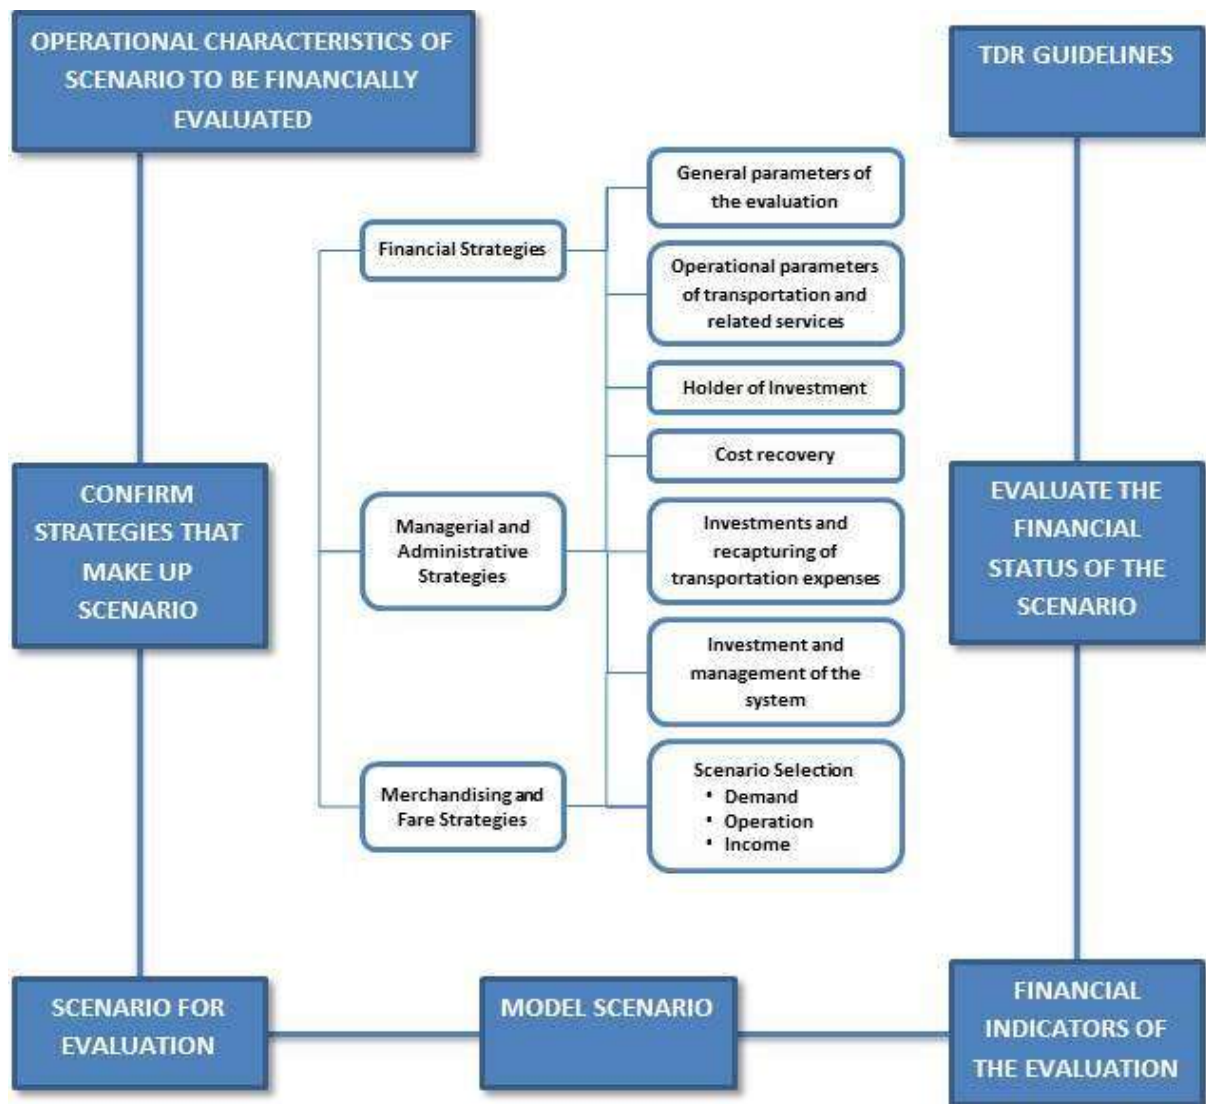 OPERATIONAL CHARACTERISTICS OF
SCENARIO TO BE FINANCIALLY
EVALUATED
TDR GUIDELINES
General parameters of
the evaluation
Financial Strategies
Operational parameters
of transportation and
related services
Holder of Investment
Cost recovery
CONFIRM
STRATEGIES THAT
MAKE UP
SCENARIO
Managerial and
Administrative
Strategies
Investments and
recapturing of
transportation expenses
EVALUATE THE
FINANCIAL
STATUS OF THE
SCENARIO
Investment and
management of the
system
Merchandising and
Fare Strategies
Scenario Selection
• Demand
• Operation
• Income
SCENARIO FOR
EVALUATION
MODEL SCENARIO
FINANCIAL
INDICATORS OF
THE EVALUATION